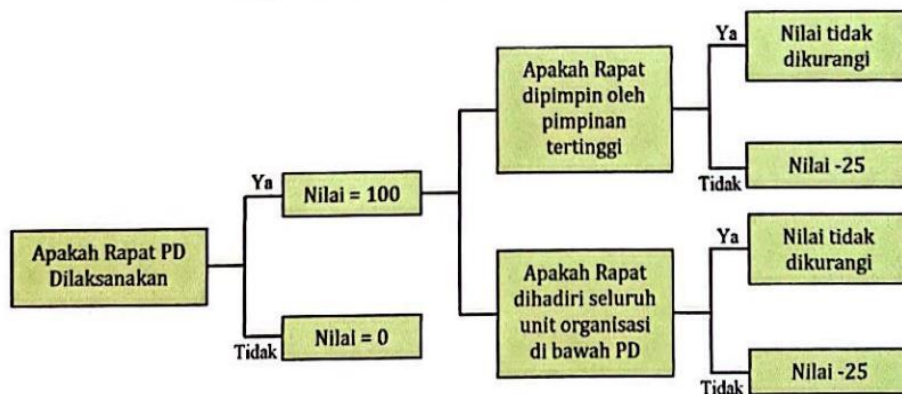 Apakah Rapat PD
Dilaksanakan
Ya
Nilai = 100
Tidak
Nilai = 0
Apakah Rapat
dipimpin oleh
pimpinan
tertinggi
Ya
Nilai tidak
dikurangi
Tidak
Nilai -25
Apakah Rapat
dihadiri seluruh
unit organisasi
di bawah PD
Ya
Nilai tidak
dikurangi
Tidak
Nilai -25